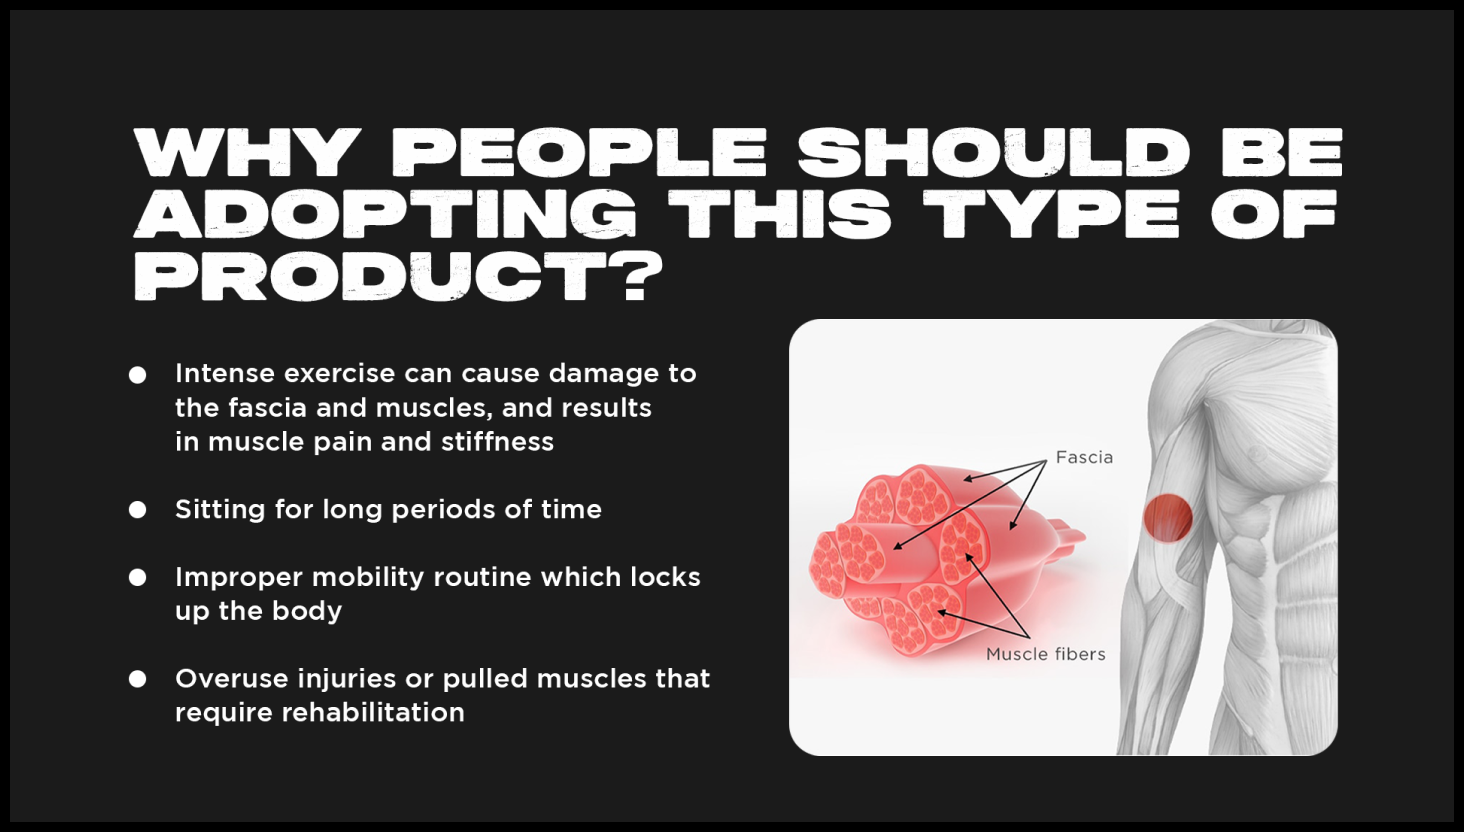 WHY PEOPLE SHOULD BE
ADOPTING THIS TYPE OF
PRODUCT?
Intense exercise can cause damage to
the fascia and muscles, and results
in muscle pain and stiffness
Sitting for long periods of time
Improper mobility routine which locks
up the body
Overuse injuries or pulled muscles that
require rehabilitation
Fascia
Muscle fibers